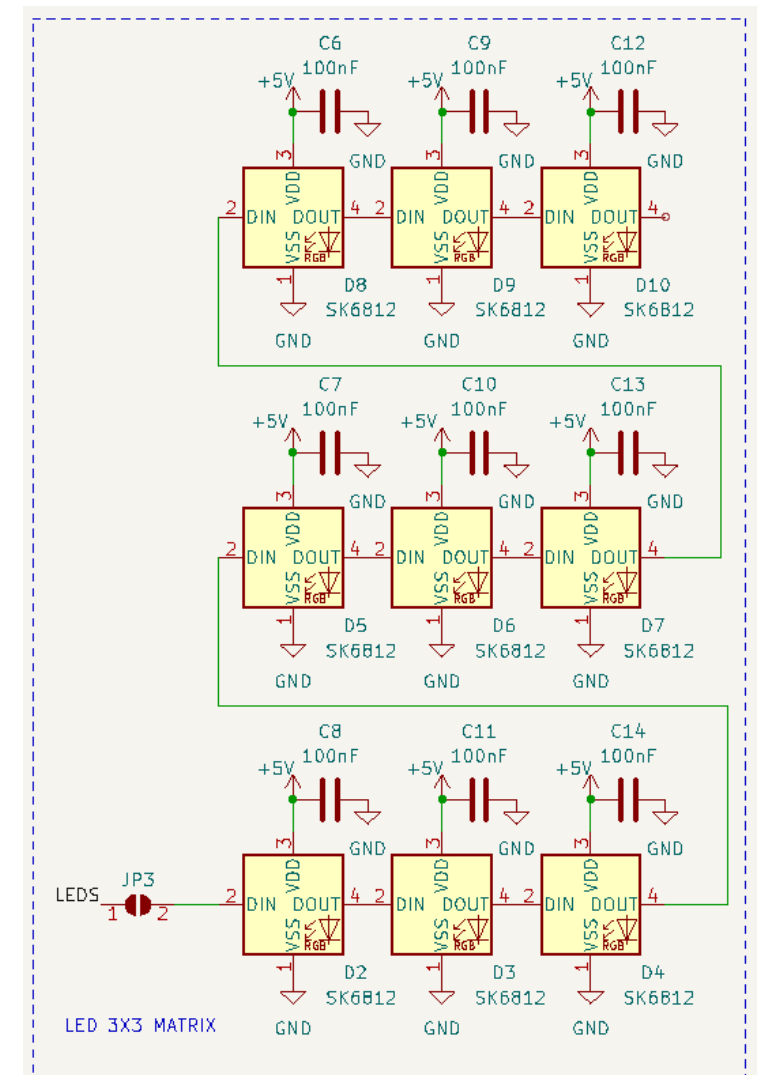 C6 C9 C12
100nF 100nF 100nF
+5V +5V +5V
GND GND GND
3 3 3
VDD VDD VDD
2 DIN DOUT 4 2 DIN DOUT 4 2 DIN DOUT 4
VSS RGB VSS RGB VSS RGB
1 1 1
D8 D9 D10
SK6812 SK6812 SK6812
GND GND GND
C7 C10 C13
100nF 100nF 100nF
+5V +5V +5V
GND GND GND
3 3 3
VDD VDD VDD
2 DIN DOUT 4 2 DIN DOUT 4 2 DIN DOUT 4
VSS RGB VSS RGB VSS RGB
1 1 1
D5 D6 D7
SK6812 SK6812 SK6812
GND GND GND
C8 C11 C14
100nF 100nF 100nF
+5V +5V +5V
GND GND GND
3 3 3
VDD VDD VDD
JP3
LEDS 1 2 2 DIN DOUT 4 2 DIN DOUT 4 2 DIN DOUT 4
VSS RGB VSS RGB VSS RGB
1 1 1
D2 D3 D4
SK6812 SK6812 SK6812
LED 3X3 MATRIX GND GND GND